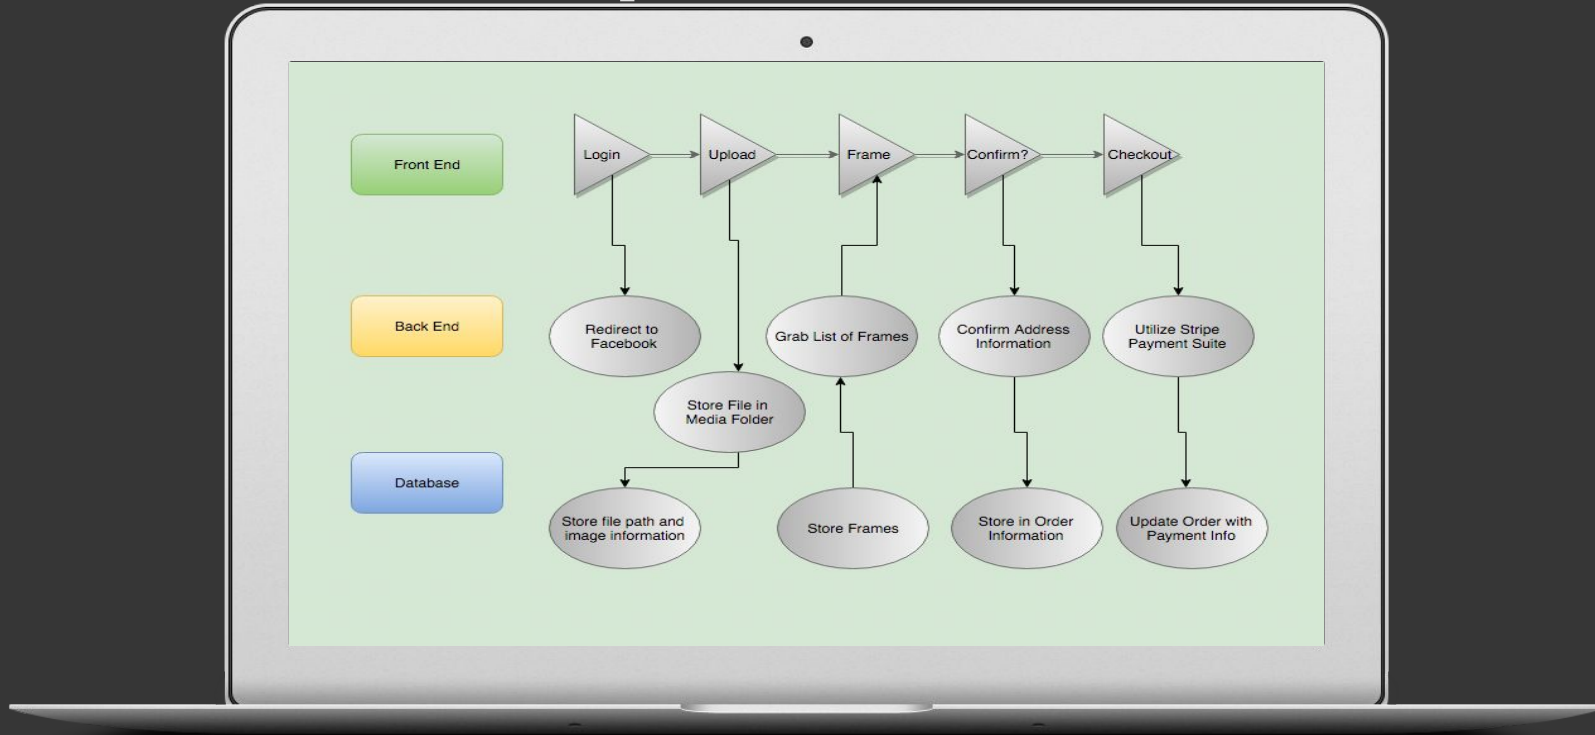 Front End
Login
Upload
Frame
Confirm?
Checkout
Back End
Redirect to
Facebook
Grab List of Frames
Confirm Address
Information
Utilize Stripe
Payment Suite
Store File in
Media Folder
Database
Store file path and
image information
Store Frames
Store in Order
Information
Update Order with
Payment Info